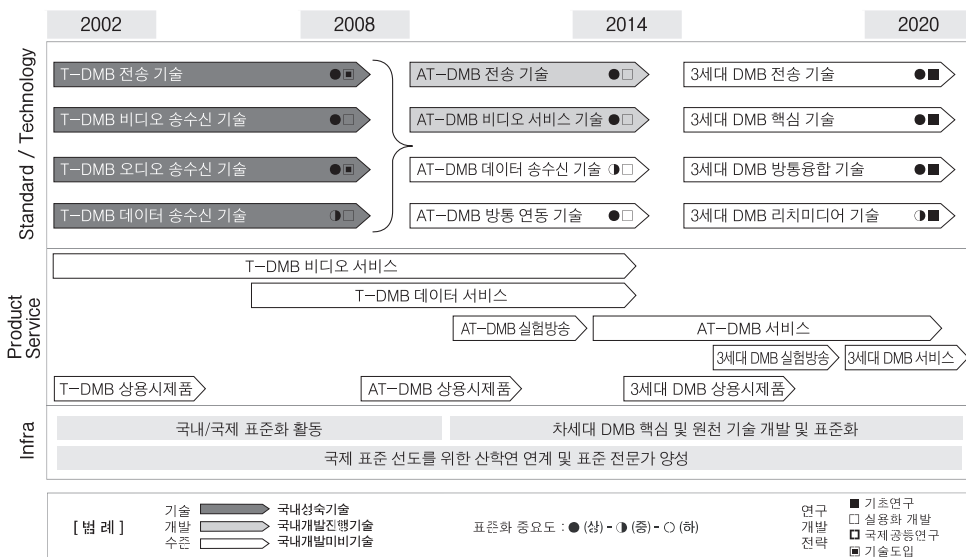 2002 2008 2014 2020
Standard / Technology
T-DMB 전송 기술 AT-DMB 전송 기술 3세대 DMB 전송 기술
T-DMB 비디오 송수신 기술 AT-DMB 비디오 서비스 기술 3세대 DMB 핵심 기술
T-DMB 오디오 송수신 기술 AT-DMB 데이터 송수신 기술 3세대 DMB 방통융합 기술
T-DMB 데이터 송수신 기술 AT-DMB 방통 연동 기술 3세대 DMB 리치미디어 기술
Product
Service
T-DMB 비디오 서비스
T-DMB 데이터 서비스
AT-DMB 실험방송 AT-DMB 서비스
3세대 DMB 실험방송 3세대 DMB 서비스
T-DMB 상용시제품 AT-DMB 상용시제품 3세대 DMB 상용시제품
Infra
국내/국제 표준화 활동 차세대 DMB 핵심 및 원천 기술 개발 및 표준화
국제 표준 선도를 위한 산학연 연계 및 표준 전문가 양성
[범례]
기술
개발
수준
국내성숙기술
국내개발진행기술
국내개발미비기술
표준화 중요도 : ● (상) - ◑ (중) - ○ (하)
연구
개발
전략
■ 기초연구
□ 실용화 개발
국제공동연구
▣ 기술도입